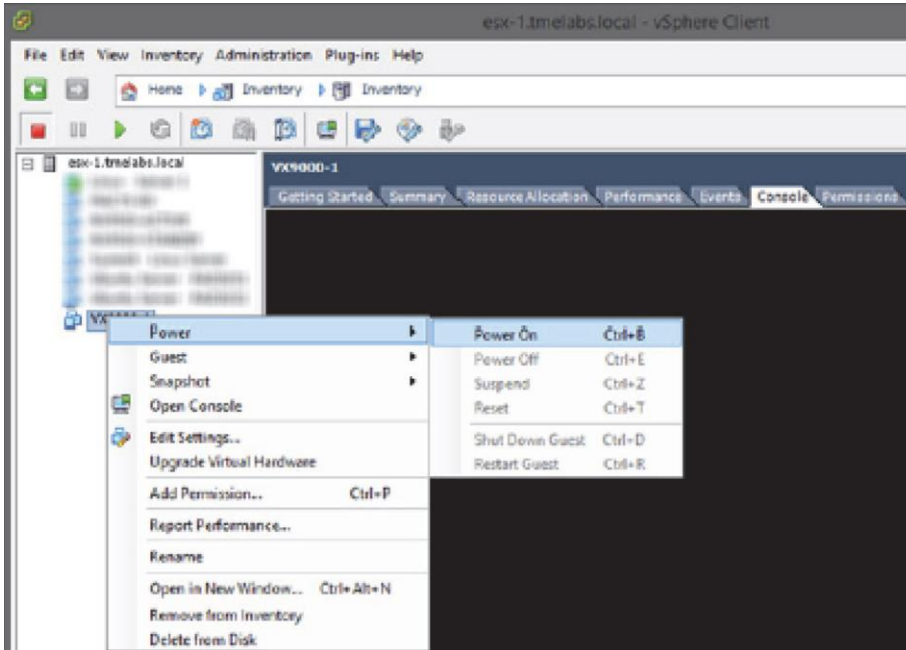 esx-1.tmelabs.local - vSphere Client
File Edit View Inventory Administration Plug-ins Help
Home Inventory Inventory
esx-1.tmelabs.local
VX9000-1
Getting Started Summary Resource Allocation Performance Events Console Permissions
Power
Guest
Snapshot
Open Console
Edit Settings...
Upgrade Virtual Hardware
Add Permission... Ctrl+P
Report Performance...
Rename
Open in New Window... Ctrl+Alt+N
Remove from Inventory
Delete from Disk
Power On Ctrl+B
Power Off Ctrl+E
Suspend Ctrl+Z
Reset Ctrl+T
Shut Down Guest Ctrl+D
Restart Guest Ctrl+R